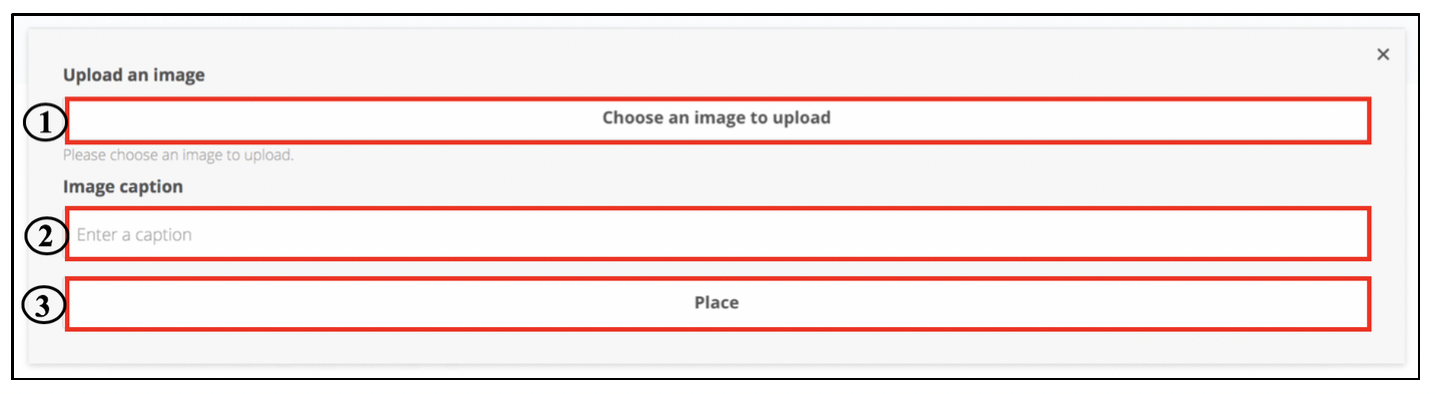 ×
Upload an image
1 Choose an image to upload
Please choose an image to upload.
Image caption
2 Enter a caption
3 Place